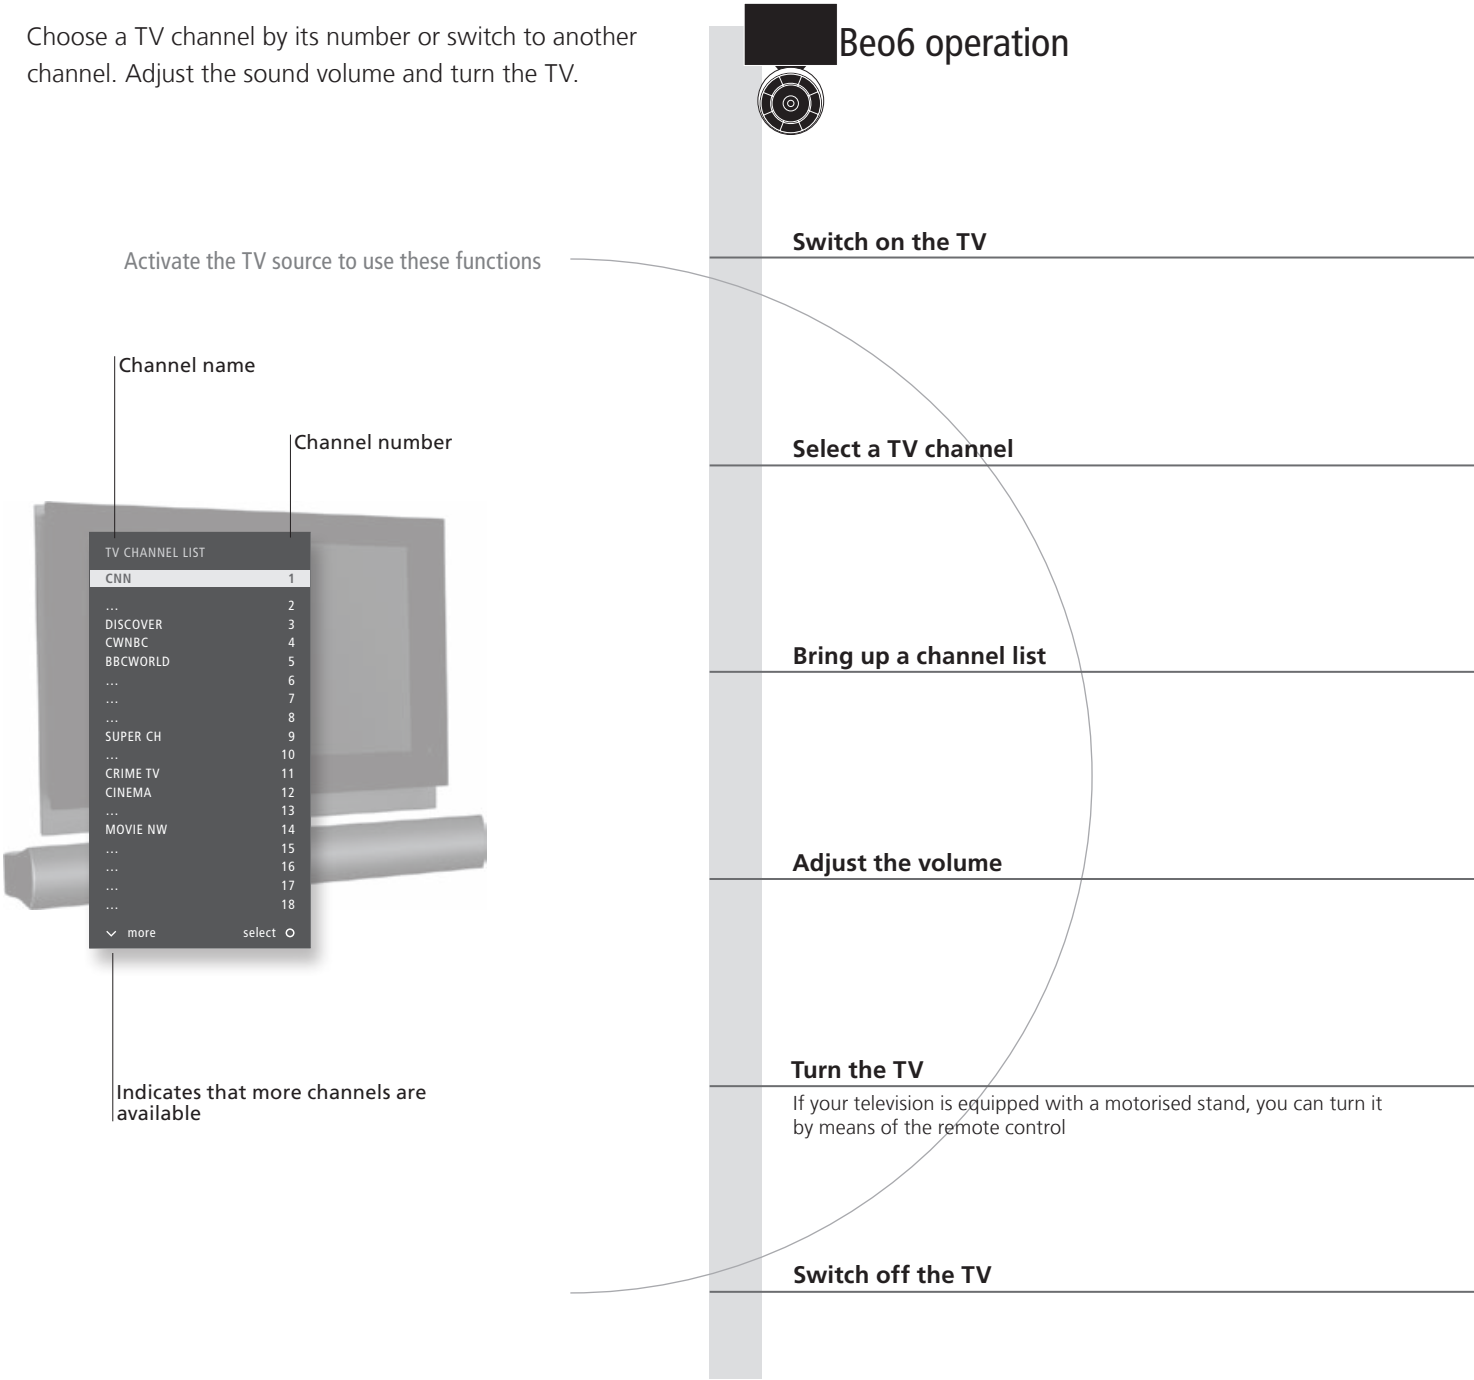 Choose a TV channel by its number or switch to another
channel. Adjust the sound volume and turn the TV.
Activate the TV source to use these functions
Channel name
Channel number
TV CHANNEL LIST
CNN 1
... 2
DISCOVER 3
CWNBC 4
BBCWORLD 5
... 6
... 7
... 8
SUPER CH 9
... 10
CRIME TV 11
CINEMA 12
... 13
MOVIE NW 14
... 15
... 16
... 17
... 18
more select
Indicates that more channels are
available
Beo6 operation
Switch on the TV
Select a TV channel
Bring up a channel list
Adjust the volume
Turn the TV
If your television is equipped with a motorised stand, you can turn it
by means of the remote control
Switch off the TV